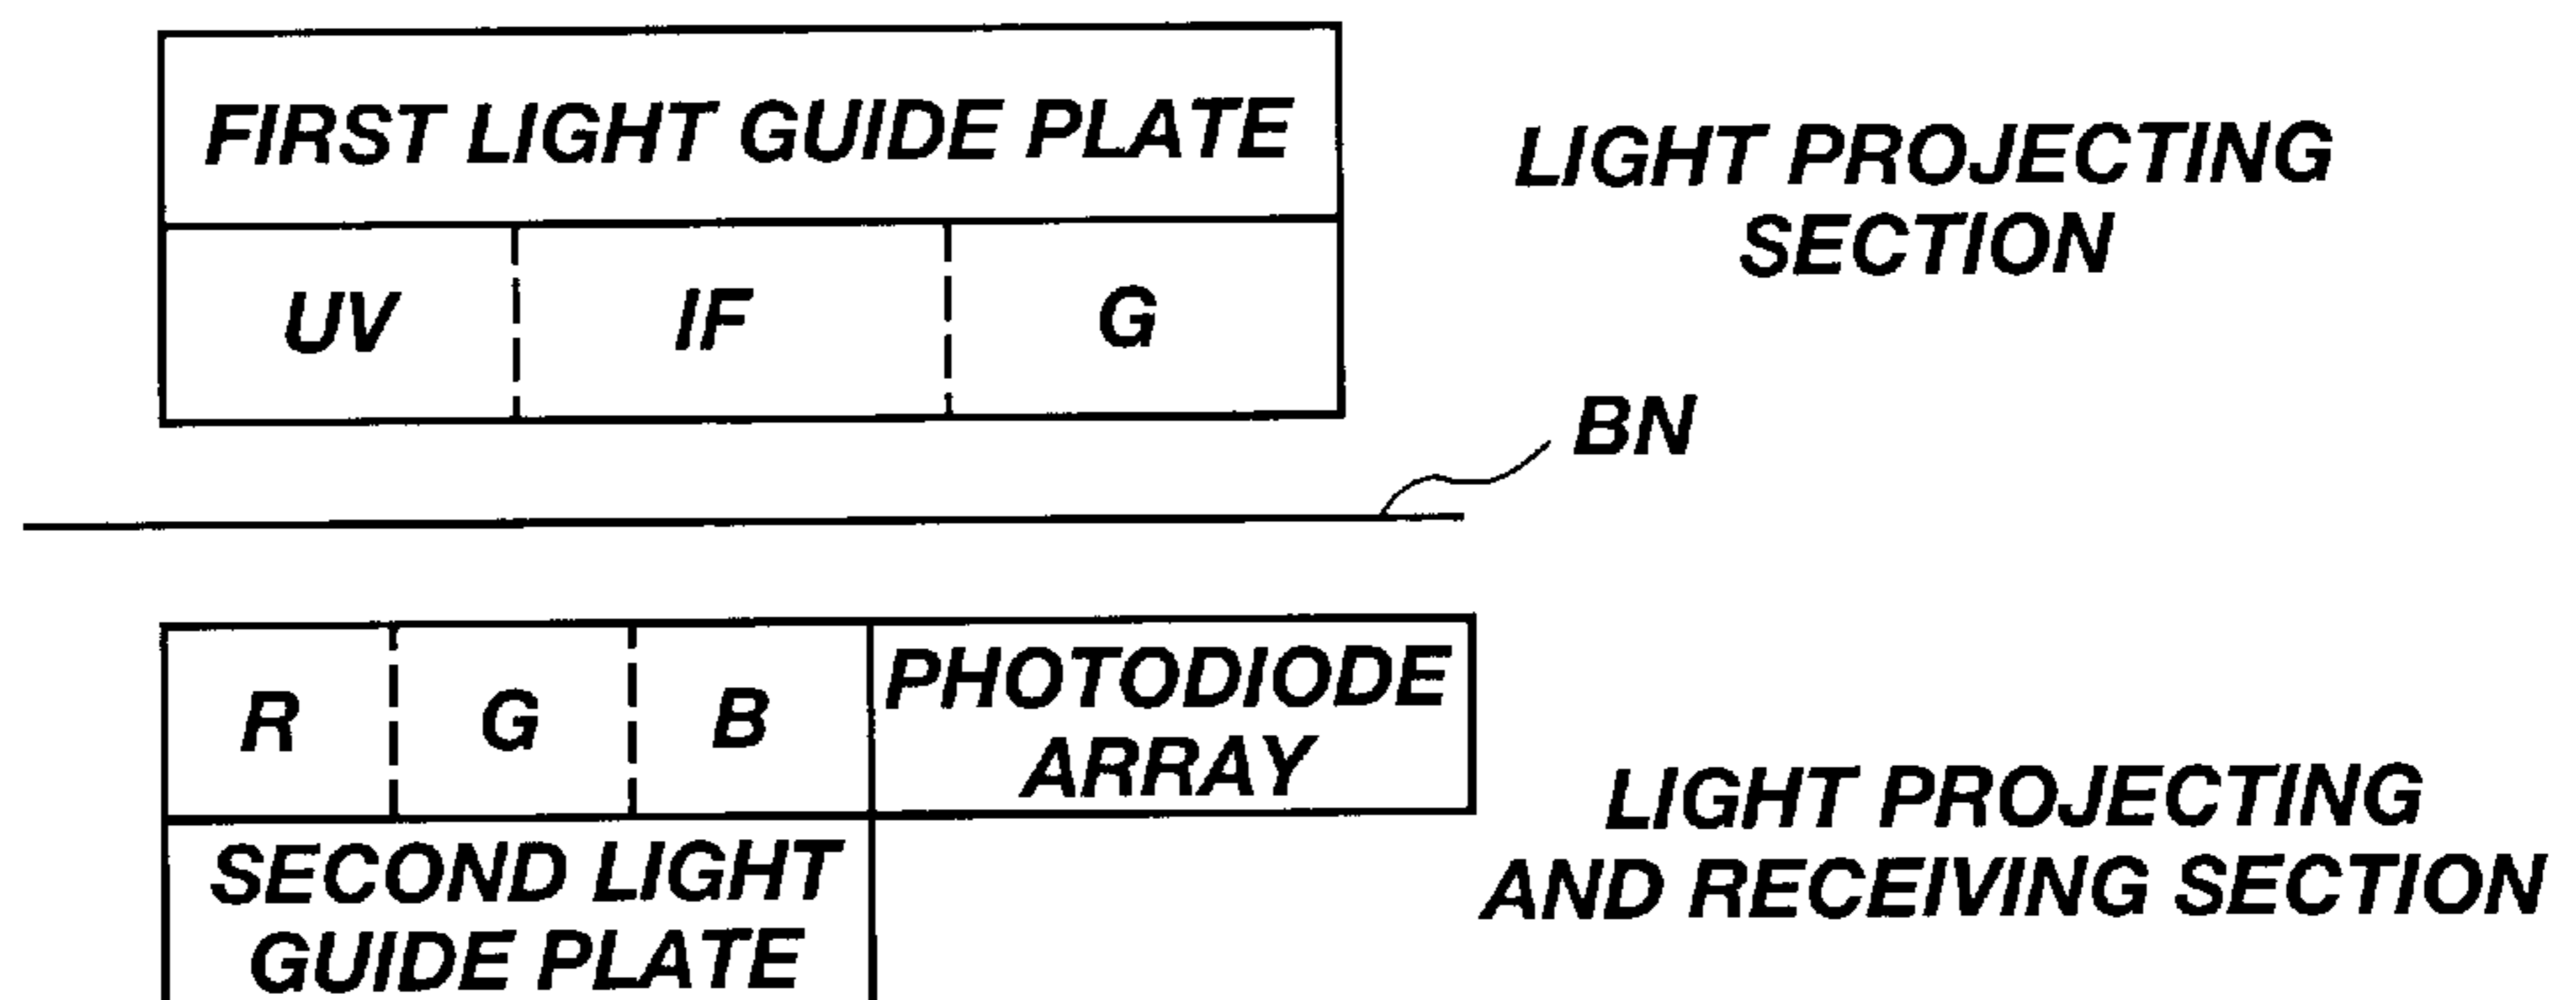 FIRST LIGHT GUIDE PLATE
LIGHT PROJECTING
SECTION
UV IF G
BN
R G B
PHOTODIODE
ARRAY
SECOND LIGHT
GUIDE PLATE
LIGHT PROJECTING
AND RECEIVING SECTION